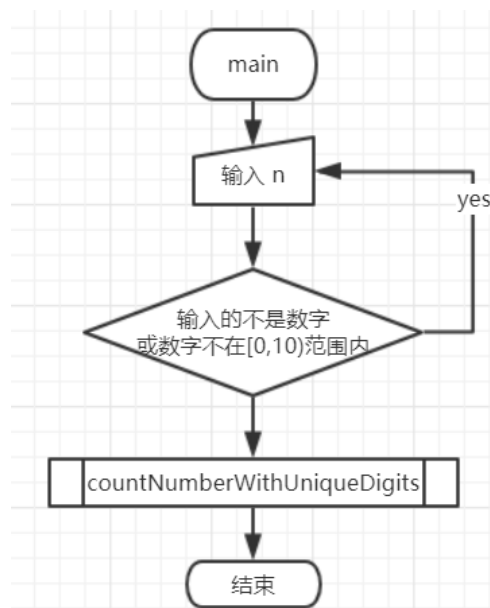 main
输入 n
yes
输入的不是数字
或数字不在[0,10)范围内
countNumberWithUniqueDigits
结束